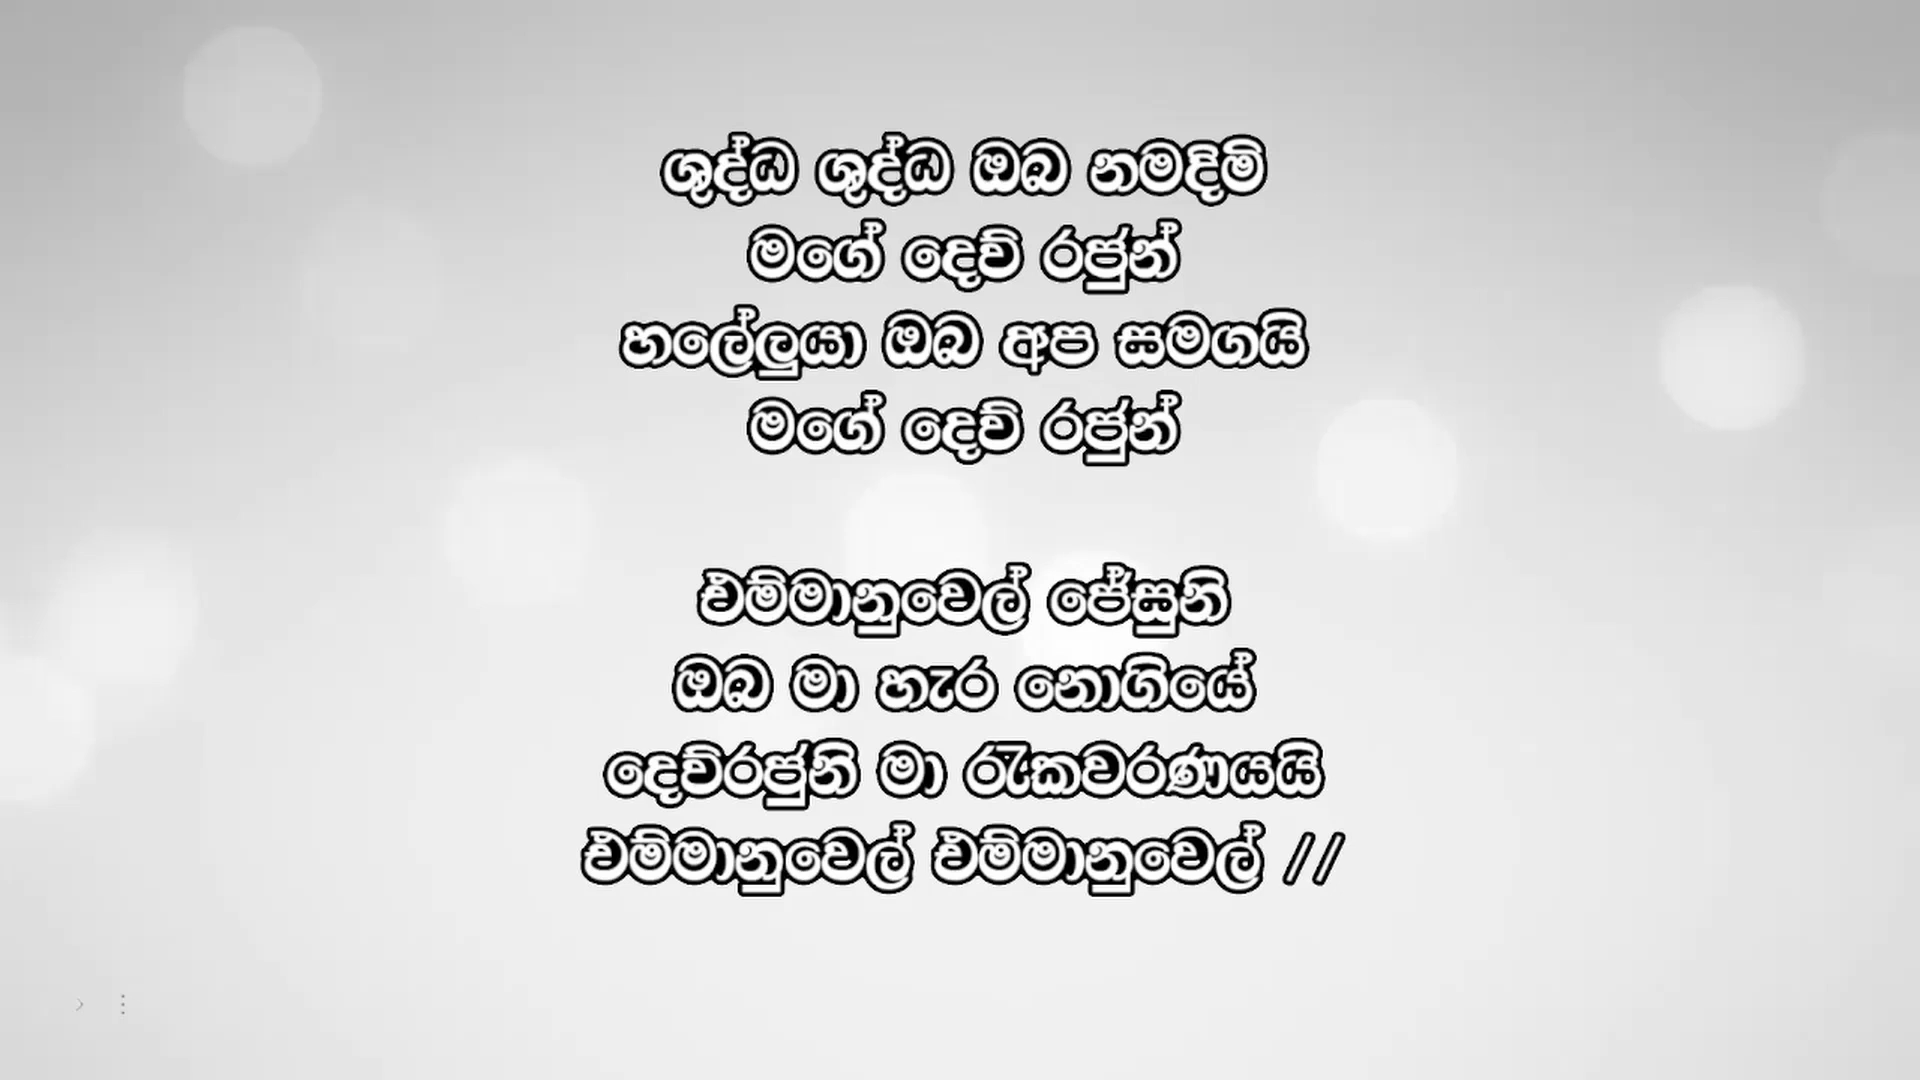 ශුද්ධ ශුද්ධ ඔබ නමදිමි
මගේ දෙව් රජුන්
හලේලුයා ඔබ අප සමගයි
මගේ දෙව් රජුන්
එම්මානුවෙල් ජේසුනි
ඔබ මා හැර නොගියේ
දෙව්රජුනි මා රැකවරණයයි
එම්මානුවෙල් එම්මානුවෙල් //